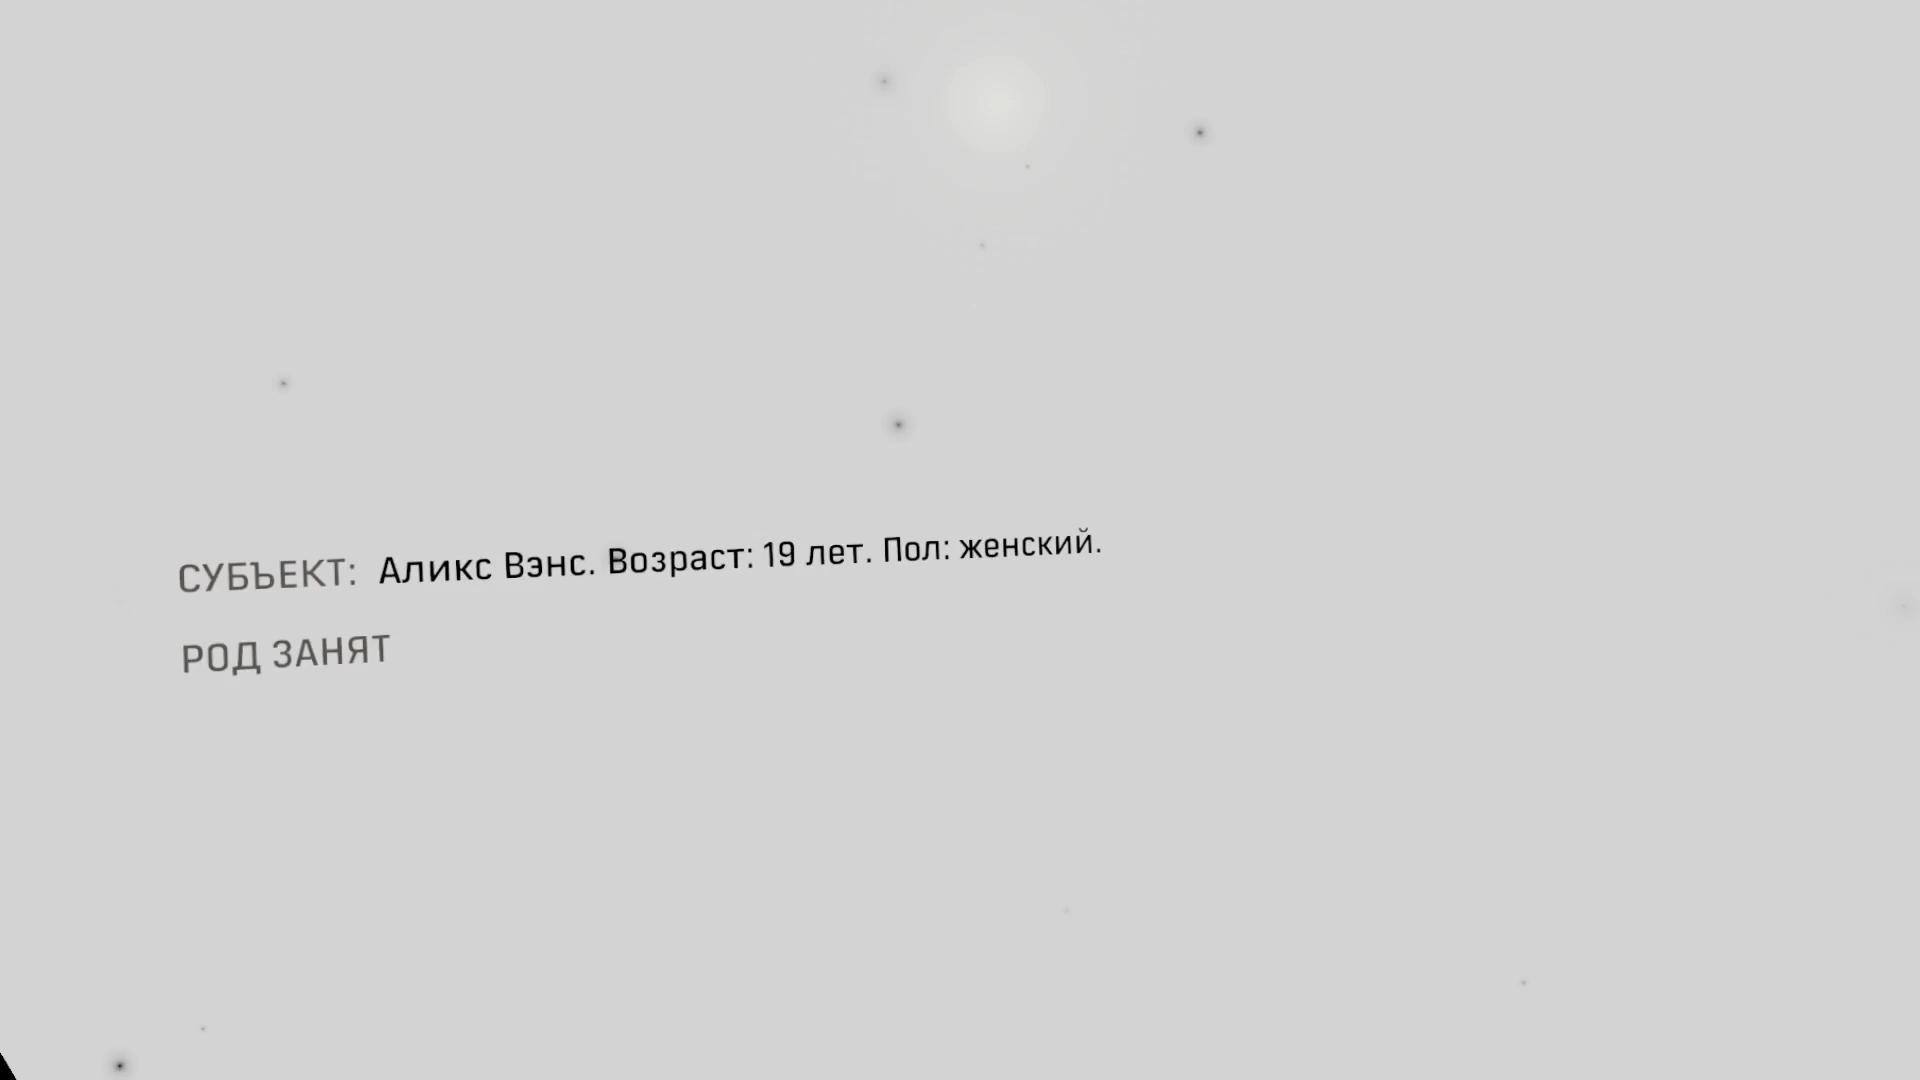 СУБЪЕКТ: Аликс Вэнс. Возраст: 19 лет. Пол: женский.
РОД ЗАНЯТ